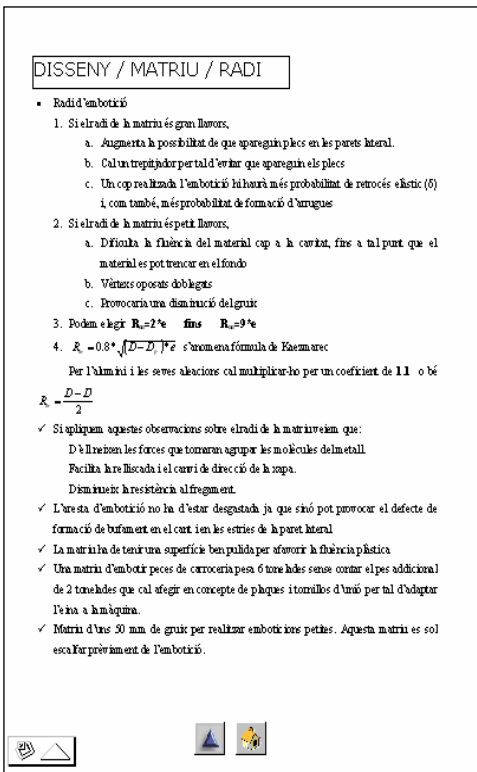 DISSENY / MATRIU / RADI
• Radi d'embotició
1. Si el radi de la matriu és gran llavors,
a. Augmenta la possibilitat de que apareguin plecs en les parets lateral.
b. Cal un trepitjador per tal d'evitar que apareguin els plecs
c. Un cop realitzada l'embotició hi haurà més probabilitat de retrocés elàstic (δ)
i, com també, més probabilitat de formació d'arrugues
2. Si el radi de la matriu és petit llavors,
a. Dificulta la fluència del material cap a la cavitat, fins a tal punt que el
material es pot trencar en el fondo
b. Vèrtexs oposats doblegats
c. Provocaria una disminució del gruix
3. Podem elegir Rm=2*e fins Rm=9*e
4. Rm =0.8*√(D−Dp)*e s'anomena fórmula de Kaezmarec
Per l'alumini i les seves aleacions cal multiplicar-ho per un coeficient de 1.1 o bé
Rm = (D−D)/2
✓ Si apliquem aquestes observacions sobre el radi de la matriu veiem que:
D'ell neixen les forces que tornaran agrupar les molècules del metall.
Facilita la relliscada i el canvi de direcció de la xapa.
Disminueix la resistència al fregament.
✓ L'aresta d'embotició no ha d'estar desgastada ja que sinó pot provocar el defecte de
formació de bufament en el cant i en les estries de la paret lateral
✓ La matriu ha de tenir una superfície ben pulida per afavorir la fluència plàstica
✓ Una matriu d'embotir peces de carroceria pesa 6 tonelades sense contar el pes addicional
de 2 tonelades que cal afegir en concepte de plaques i tornillos d'unió per tal d'adaptar
l'eina a la màquina.
✓ Matriu d'uns 50 mm de gruix per realitzar emboticions petites. Aquesta matriu es sol
escalfar prèviament de l'embotició.